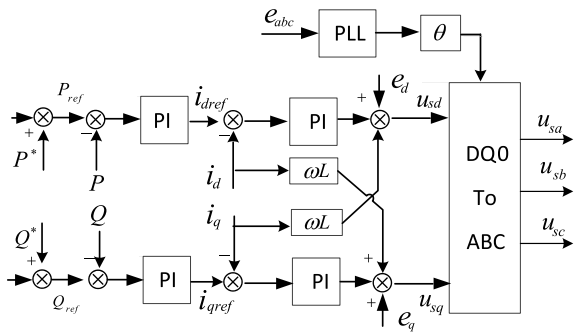 e_abc
PLL
θ
P_ref
i_dref
+
e_d
u_sd
+
−
PI
−
PI
P*
P
DQ0
To
ABC
u_sa
u_sb
u_sc
i_d
ωL
i_q
ωL
Q*
Q
+
−
−
+
Q_ref
PI
i_qref
PI
+
u_sq
e_q